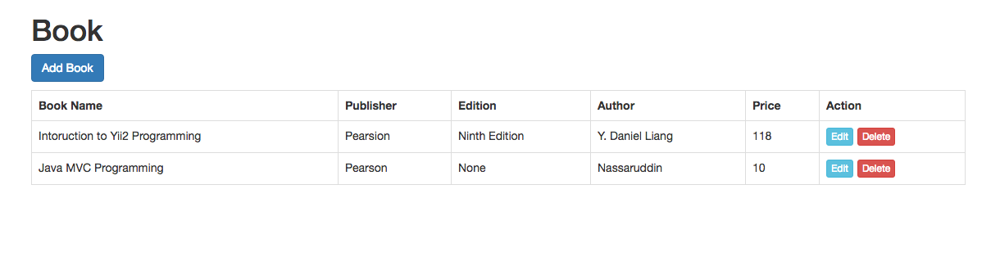 Book
Add Book
Book Name Publisher Edition Author Price Action
Intoruction to Yii2 Programming Pearsion Ninth Edition Y. Daniel Liang 118 Edit Delete
Java MVC Programming Pearson None Nassaruddin 10 Edit Delete